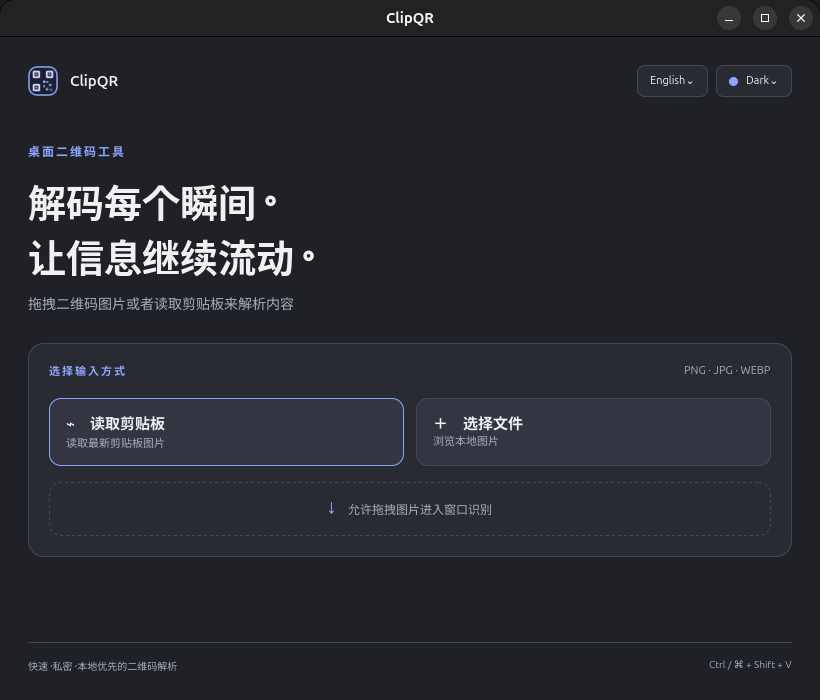 ClipQR
ClipQR
English
Dark
桌面二维码工具
解码每个瞬间。
让信息继续流动。
拖拽二维码图片或者读取剪贴板来解析内容
选择输入方式
PNG · JPG · WEBP
⌁ 读取剪贴板
读取最新剪贴板图片
+ 选择文件
浏览本地图片
↓ 允许拖拽图片进入窗口识别
快速 ·私密 ·本地优先的二维码解析
Ctrl / ⌘ + Shift + V